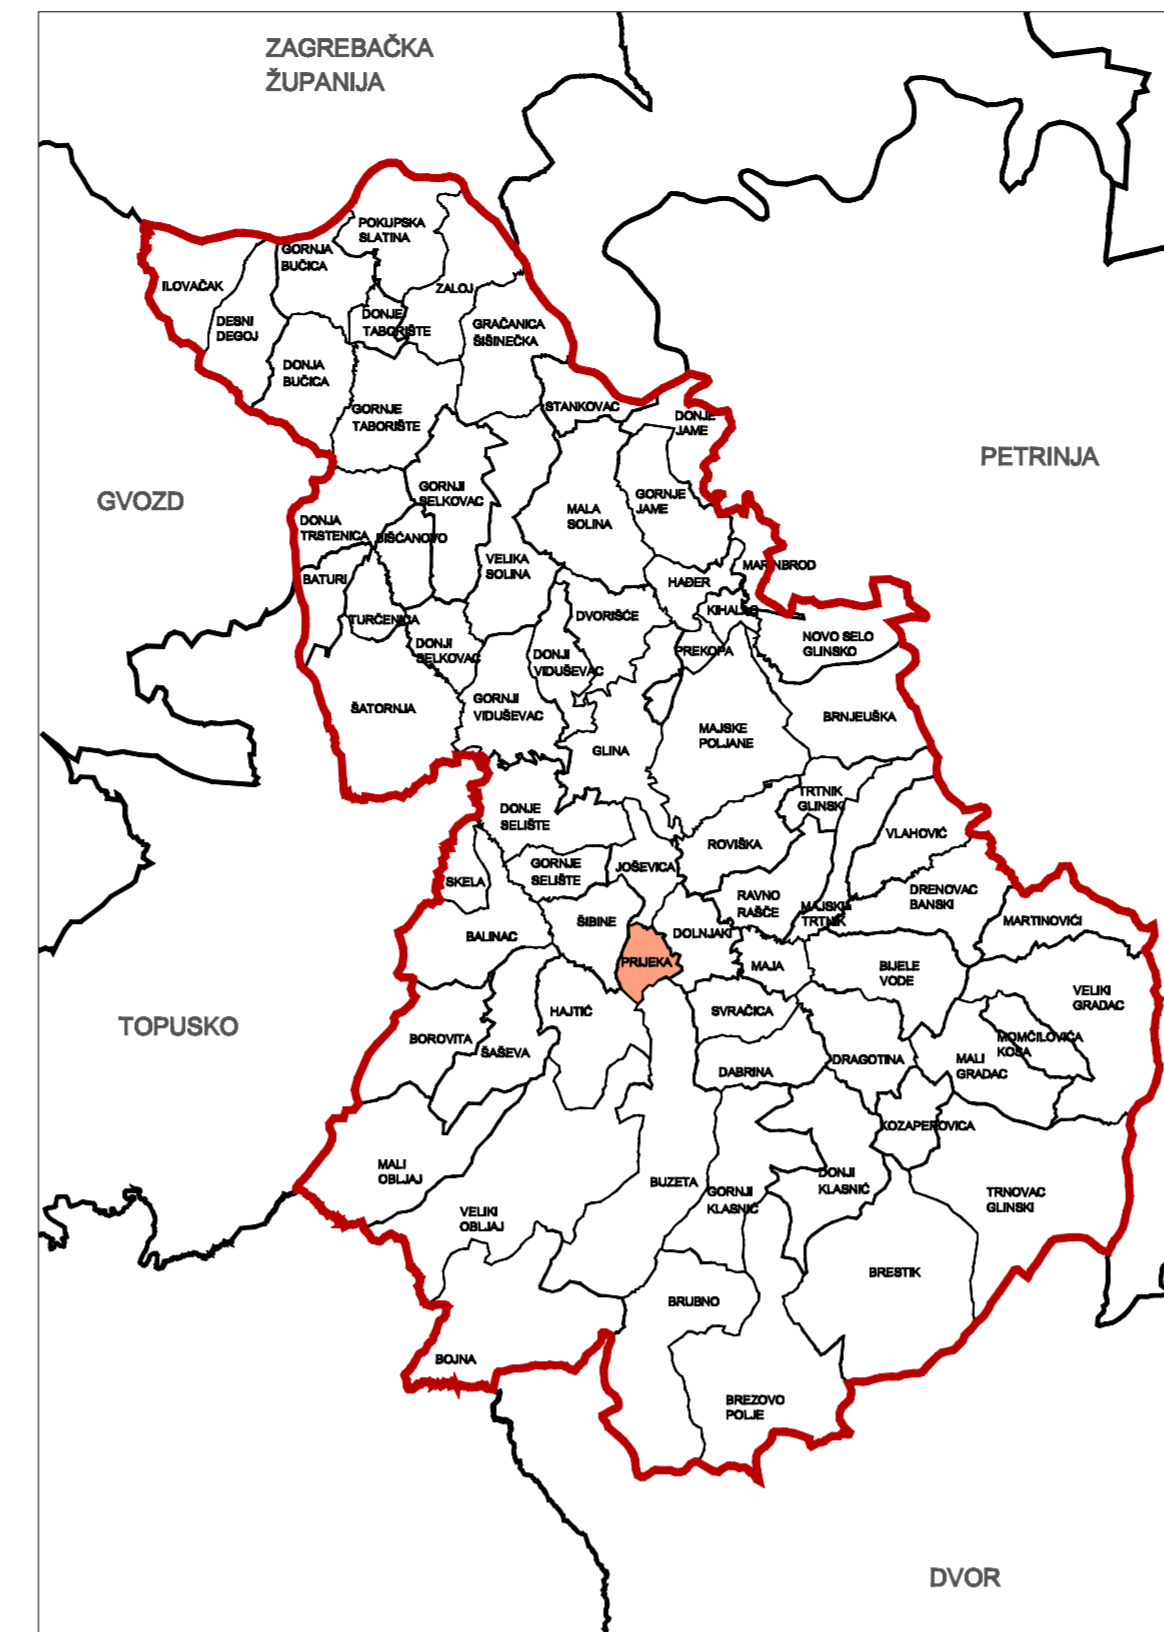 ZAGREBAČKA
ŽUPANIJA
POKUPSKA
SLATINA
GORNJA
BUČICA
ILOVAČAK
ZALOJ
DESNI
DEGOJ
DONJE
TABORIŠTE
GRAČANICA
ŠIŠINEČKA
DONJA
BUČICA
GORNJE
TABORIŠTE
STANKOVAC
DONJE
JAME
PETRINJA
GVOZD
GORNJI
SELKOVAC
GORNJE
JAME
MALA
SOLINA
DONJA
TRSTENICA
BIŠĆANOVO
VELIKA
SOLINA
MARINBROD
BATURI
HAĐER
TURČENICA
DVORIŠĆE
KIHALAC
DONJI
SELKOVAC
DONJI
VIDUŠEVAC
PREKOPA
NOVO SELO
GLINSKO
ŠATORNJA
GORNJI
VIDUŠEVAC
BRNJEUŠKA
MAJSKE
POLJANE
GLINA
TRTNIK
GLINSKI
DONJE
SELIŠTE
VLAHOVIĆ
ROVIŠKA
GORNJE
SELIŠTE
JOŠEVICA
SKELA
RAVNO
RAŠČE
DRENOVAC
BANSKI
MAJSKI
TRTNIK
MARTINOVIĆI
ŠIBINE
BALINAC
DOLNJAKI
PRIJEKA
MAJA
BIJELE
VODE
VELIKI
GRADAC
TOPUSKO
HAJTIĆ
SVRAČICA
BOROVITA
ŠAŠEVA
MOMČILOVIĆA
KOSA
DRAGOTINA
MALI
GRADAC
DABRINA
KOZAPEROVICA
MALI
OBLJAJ
BUZETA
GORNJI
KLASNIĆ
DONJI
KLASNIĆ
TRNOVAC
GLINSKI
VELIKI
OBLJAJ
BRESTIK
BRUBNO
BOJNA
BREZOVO
POLJE
DVOR